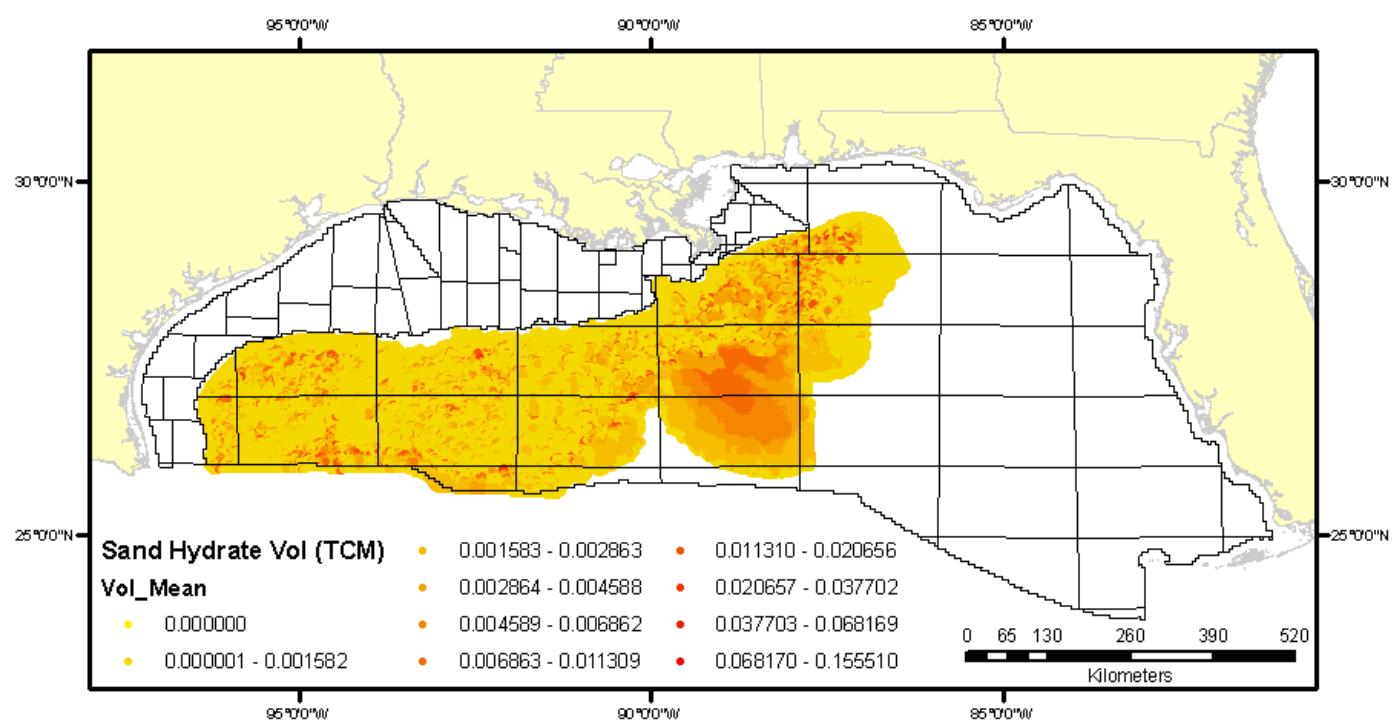 95°0'0"W 90°0'0"W 85°0'0"W
30°0'0"N 30°0'0"N
25°0'0"N 25°0'0"N
Sand Hydrate Vol (TCM)
Vol_Mean
0.000000
0.000001 - 0.001582
0.001583 - 0.002863
0.002864 - 0.004588
0.004589 - 0.006862
0.006863 - 0.011309
0.011310 - 0.020656
0.020657 - 0.037702
0.037703 - 0.068169
0.068170 - 0.155510
0 65 130 260 390 520
Kilometers
95°0'0"W 90°0'0"W 85°0'0"W